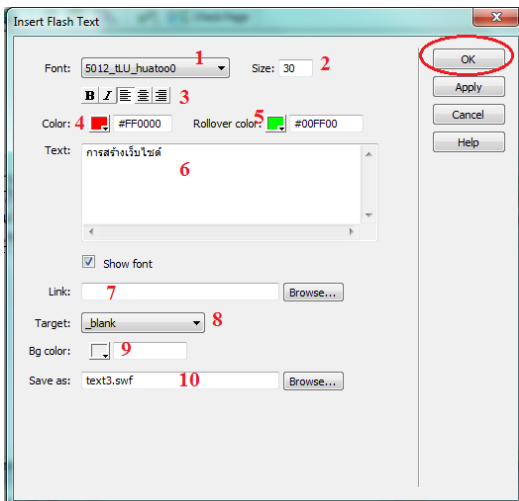 Insert Flash Text
Font: 5012_tLU_huatoo0 1 Size: 30 2 OK
B I 3 Apply
Color: 4 #FF0000 Rollover color: 5 #00FF00 Cancel
Text: การสร้างเว็บไซด์ Help
6
Show font
Link: 7 Browse...
Target: _blank 8
Bg color: 9
Save as: text3.swf 10 Browse...